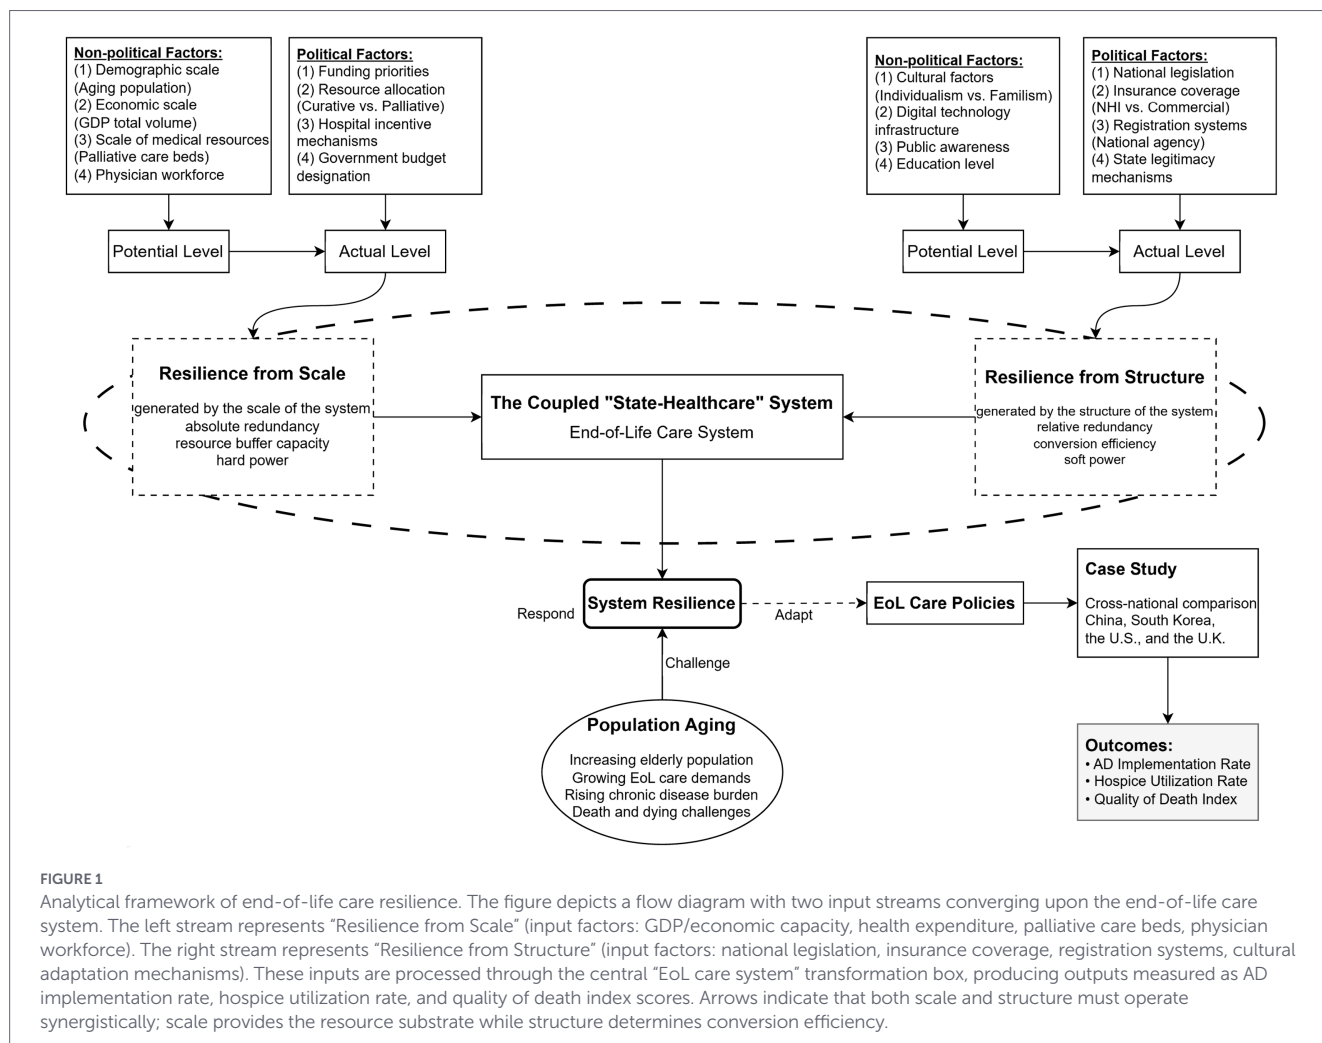 Non-political Factors:
(1) Demographic scale
(Aging population)
(2) Economic scale
(GDP total volume)
(3) Scale of medical resources
(Palliative care beds)
(4) Physician workforce
Political Factors:
(1) Funding priorities
(2) Resource allocation
(Curative vs. Palliative)
(3) Hospital incentive
mechanisms
(4) Government budget
designation
Non-political Factors:
(1) Cultural factors
(Individualism vs. Familism)
(2) Digital technology
infrastructure
(3) Public awareness
(4) Education level
Political Factors:
(1) National legislation
(2) Insurance coverage
(NHI vs. Commercial)
(3) Registration systems
(National agency)
(4) State legitimacy
mechanisms
Potential Level
Actual Level
Potential Level
Actual Level
Resilience from Scale
generated by the scale of the system
absolute redundancy
resource buffer capacity
hard power
The Coupled "State-Healthcare" System
End-of-Life Care System
Resilience from Structure
generated by the structure of the system
relative redundancy
conversion efficiency
soft power
Respond
System Resilience
Adapt
EoL Care Policies
Case Study
Cross-national comparison
China, South Korea,
the U.S., and the U.K.
Challenge
Population Aging
Increasing elderly population
Growing EoL care demands
Rising chronic disease burden
Death and dying challenges
Outcomes:
• AD Implementation Rate
• Hospice Utilization Rate
• Quality of Death Index
FIGURE 1
Analytical framework of end-of-life care resilience. The figure depicts a flow diagram with two input streams converging upon the end-of-life care
system. The left stream represents “Resilience from Scale” (input factors: GDP/economic capacity, health expenditure, palliative care beds, physician
workforce). The right stream represents “Resilience from Structure” (input factors: national legislation, insurance coverage, registration systems, cultural
adaptation mechanisms). These inputs are processed through the central “EoL care system” transformation box, producing outputs measured as AD
implementation rate, hospice utilization rate, and quality of death index scores. Arrows indicate that both scale and structure must operate
synergistically; scale provides the resource substrate while structure determines conversion efficiency.